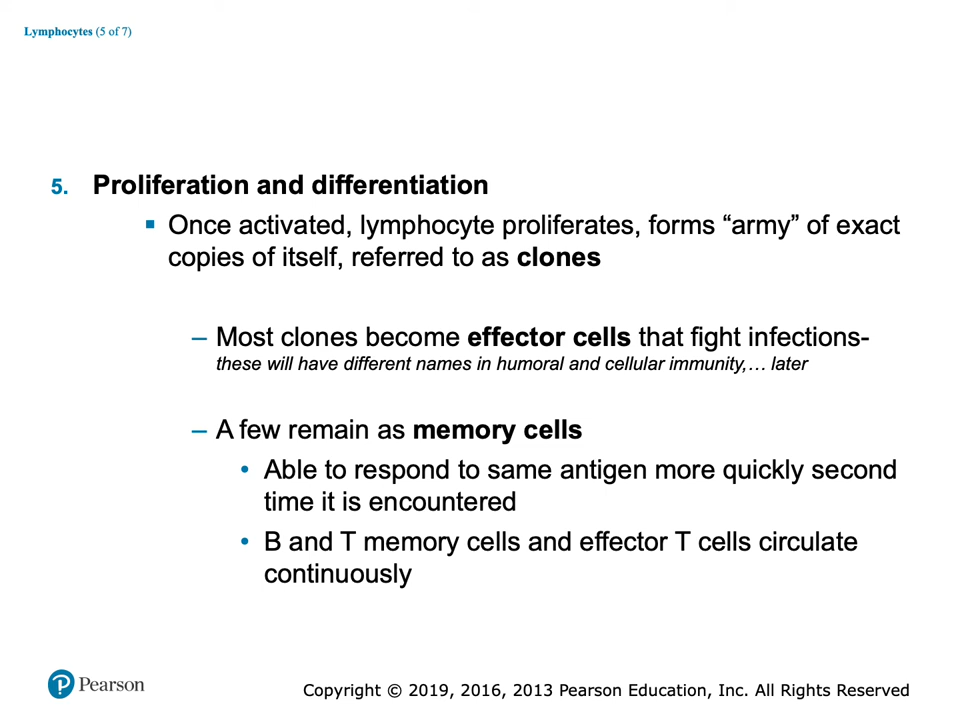 Lymphocytes (5 of 7)
5. Proliferation and differentiation
▪ Once activated, lymphocyte proliferates, forms “army” of exact
copies of itself, referred to as clones
– Most clones become effector cells that fight infections-
these will have different names in humoral and cellular immunity,… later
– A few remain as memory cells
• Able to respond to same antigen more quickly second
time it is encountered
• B and T memory cells and effector T cells circulate
continuously
P Pearson
Copyright © 2019, 2016, 2013 Pearson Education, Inc. All Rights Reserved